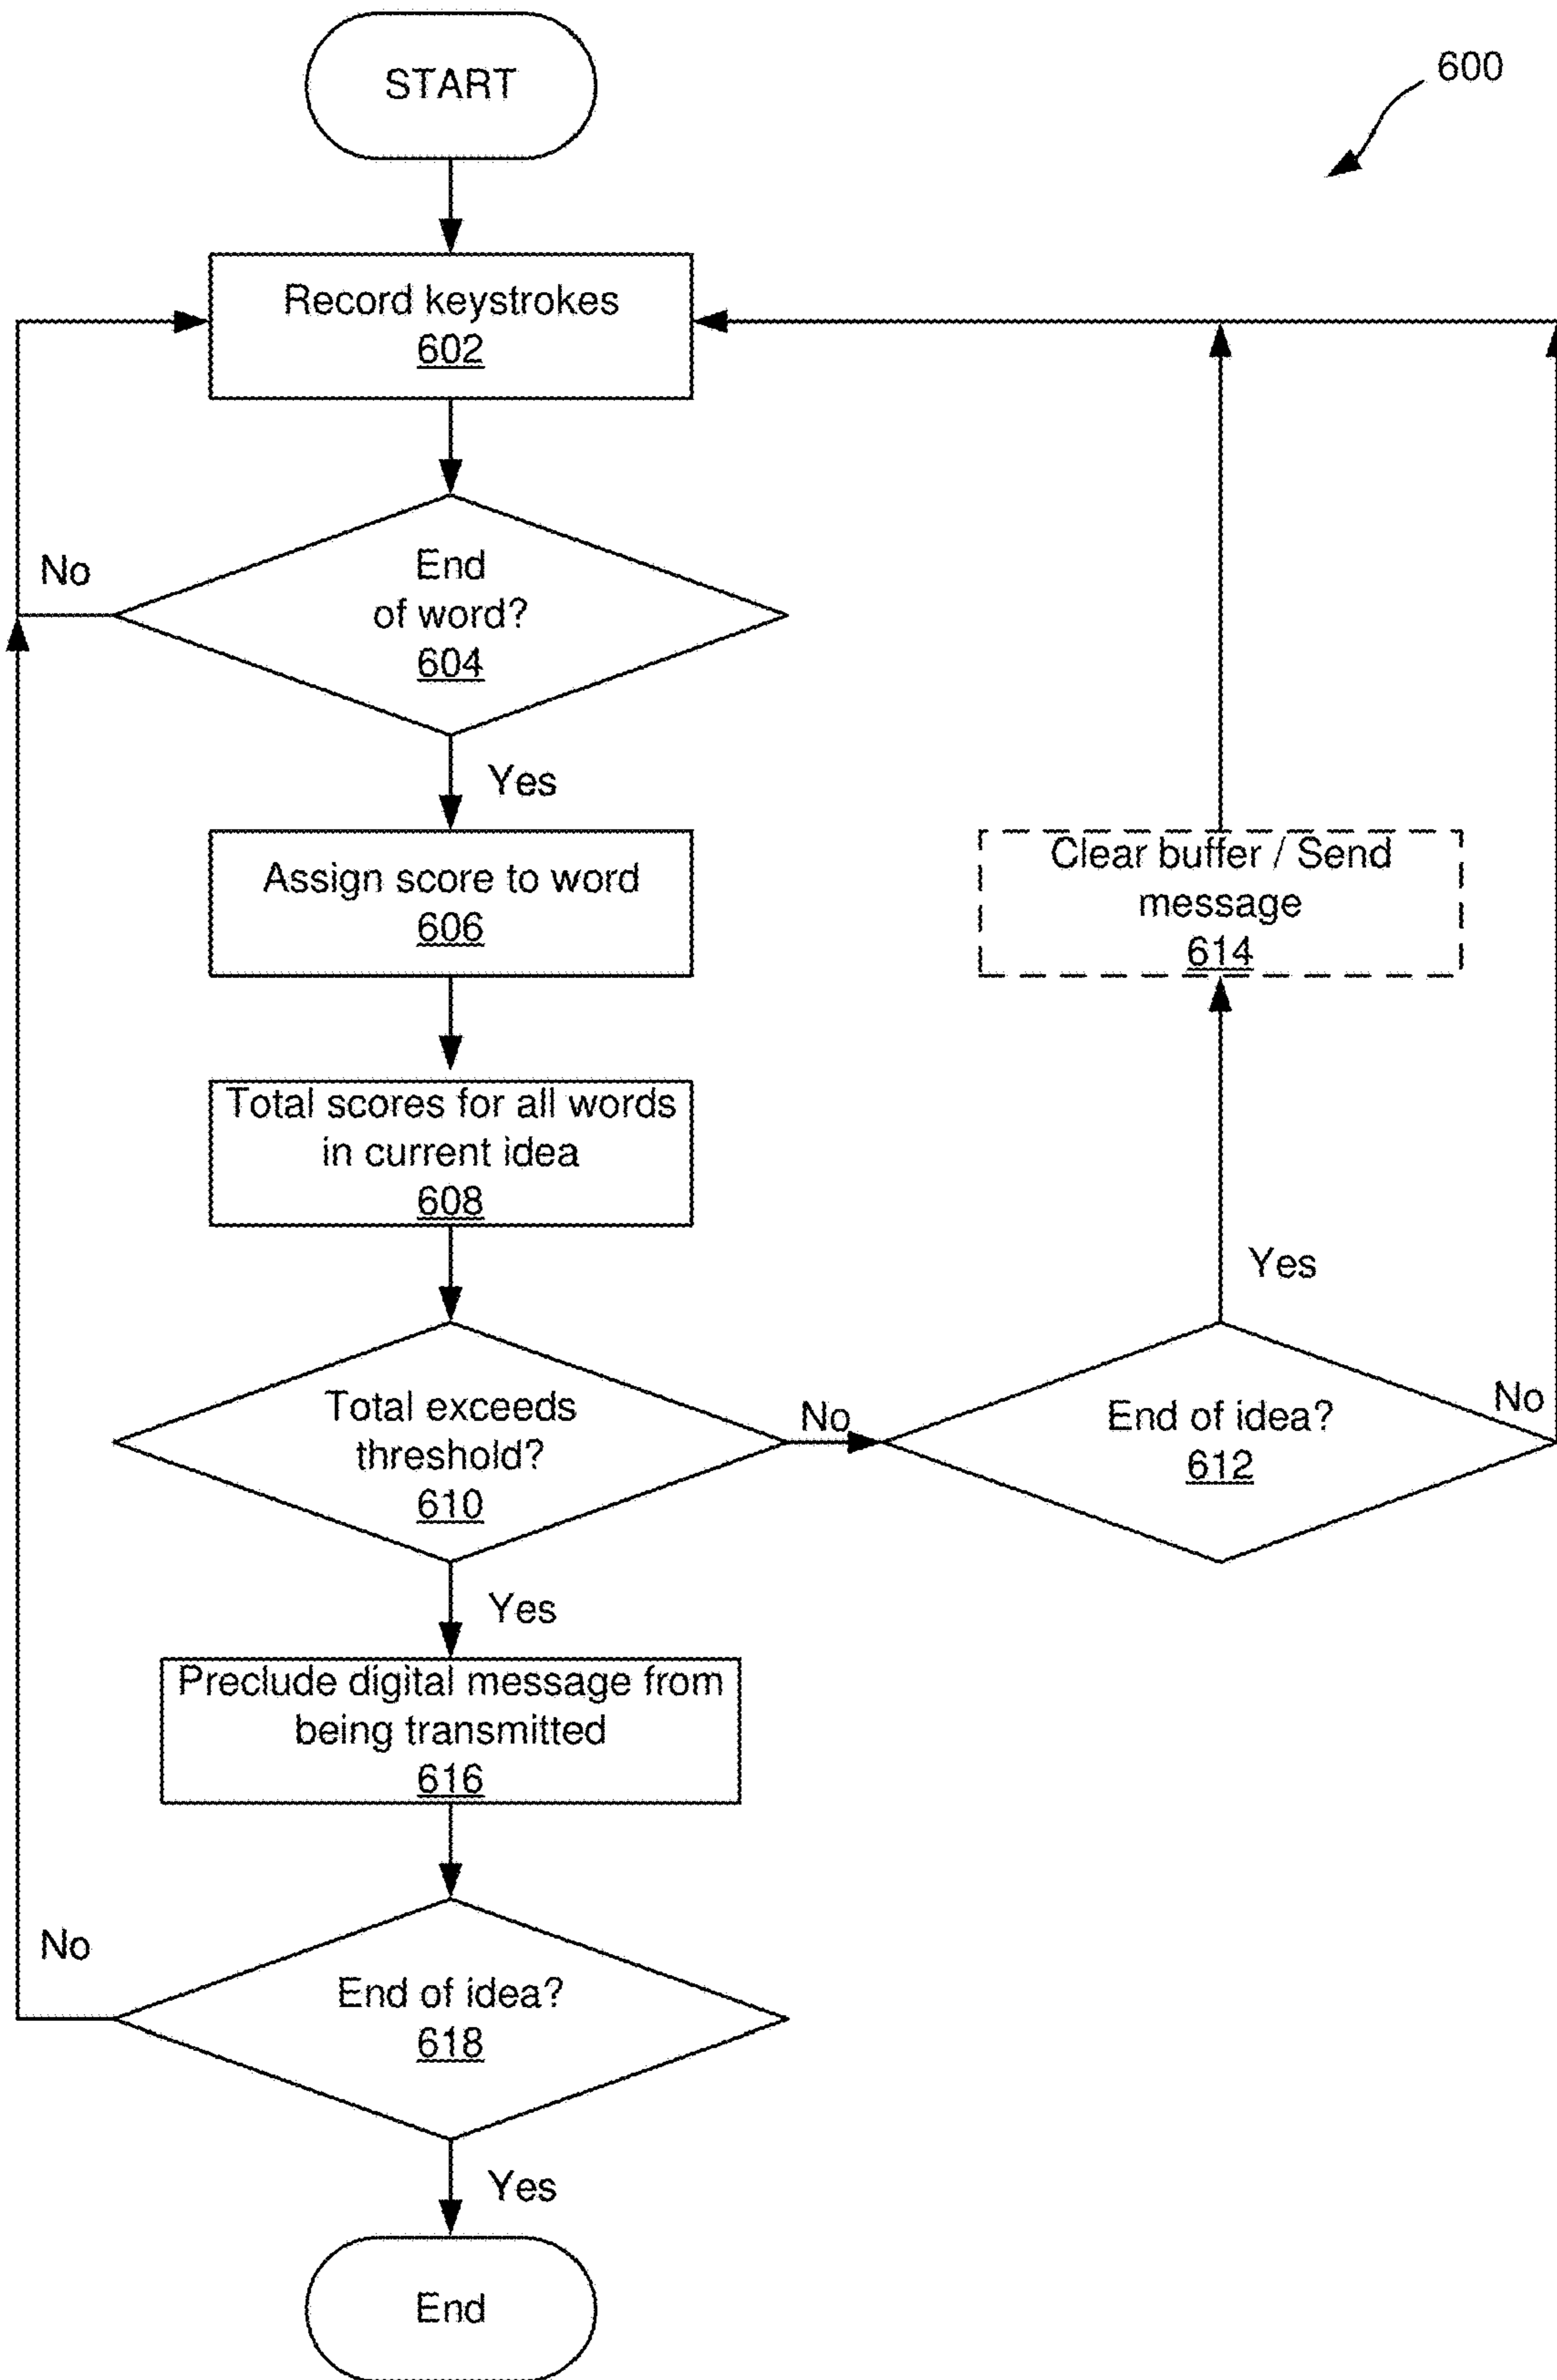 START
600
Record keystrokes
602
No
End
of word?
604
Yes
Assign score to word
606
Clear buffer / Send
message
614
Total scores for all words
in current idea
608
Yes
Total exceeds
threshold?
610
No
End of idea?
612
No
Yes
Preclude digital message from
being transmitted
616
No
End of idea?
618
Yes
End